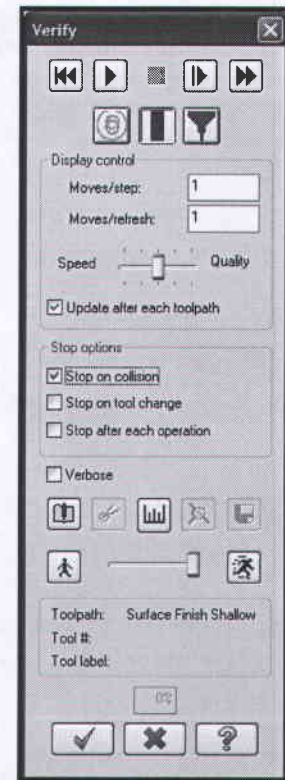 Verify
Display control
Moves/step: 1
Moves/refresh: 1
Speed Quality
Update after each toolpath
Stop options
Stop on collision
Stop on tool change
Stop after each operation
Verbose
Toolpath: Surface Finish Shallow
Tool #:
Tool label:
0%